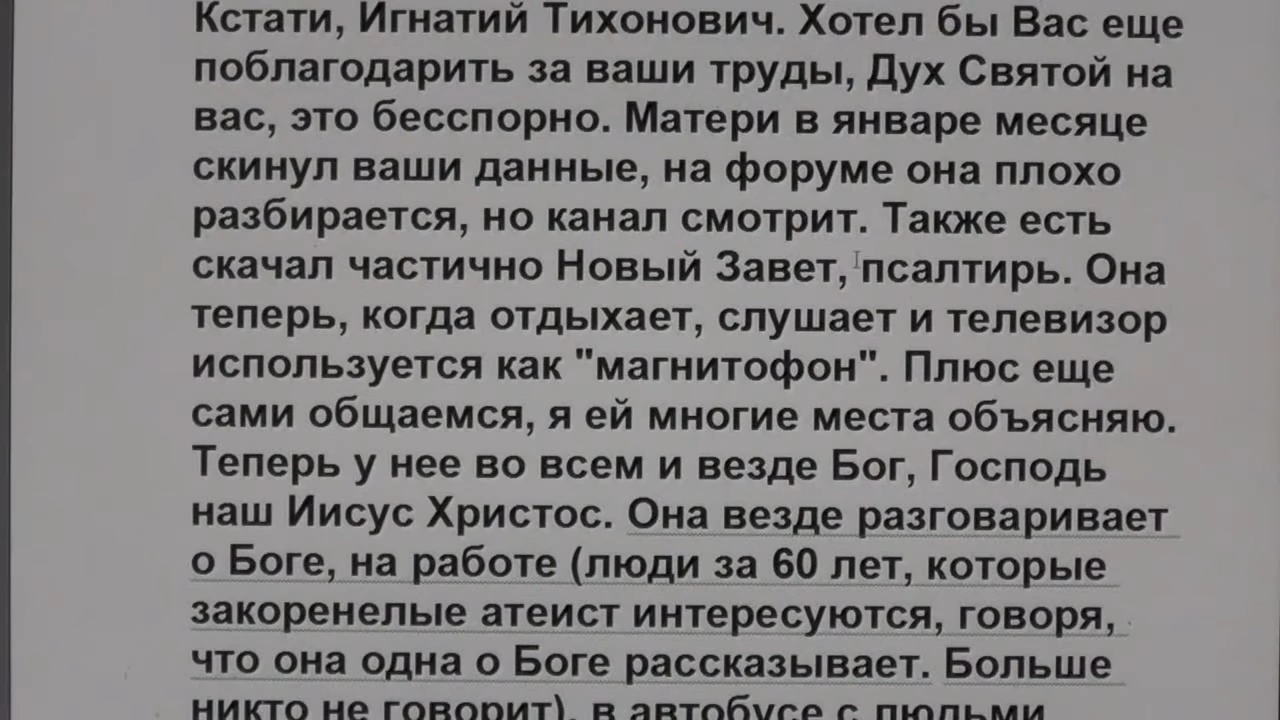 Кстати, Игнатий Тихонович. Хотел бы Вас еще
поблагодарить за ваши труды, Дух Святой на
вас, это бесспорно. Матери в январе месяце
скинул ваши данные, на форуме она плохо
разбирается, но канал смотрит. Также есть
скачал частично Новый Завет, псалтирь. Она
теперь, когда отдыхает, слушает и телевизор
используется как "магнитофон". Плюс еще
сами общаемся, я ей многие места объясняю.
Теперь у нее во всем и везде Бог, Господь
наш Иисус Христос. Она везде разговаривает
о Боге, на работе (люди за 60 лет, которые
закоренелые атеист интересуются, говоря,
что она одна о Боге рассказывает. Больше
никто не говорит), в автобусе с людьми